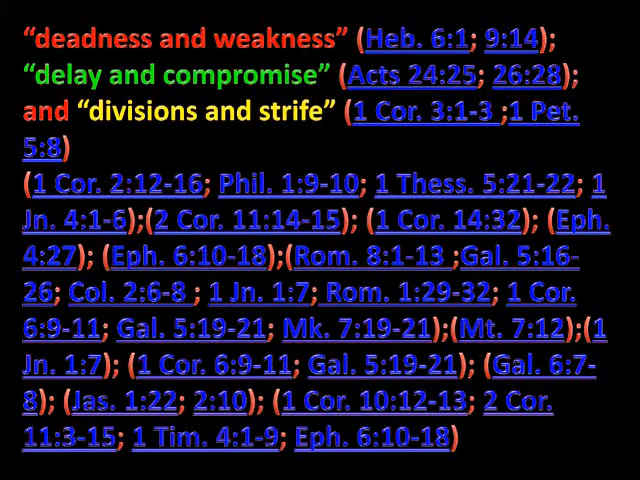 “deadness and weakness” (Heb. 6:1; 9:14);
“delay and compromise” (Acts 24:25; 26:28);
and “divisions and strife” (1 Cor. 3:1-3 ;1 Pet.
5:8)
(1 Cor. 2:12-16; Phil. 1:9-10; 1 Thess. 5:21-22; 1
Jn. 4:1-6);(2 Cor. 11:14-15); (1 Cor. 14:32); (Eph.
4:27); (Eph. 6:10-18);(Rom. 8:1-13 ;Gal. 5:16-
26; Col. 2:6-8 ; 1 Jn. 1:7; Rom. 1:29-32; 1 Cor.
6:9-11; Gal. 5:19-21; Mk. 7:19-21);(Mt. 7:12);(1
Jn. 1:7); (1 Cor. 6:9-11; Gal. 5:19-21); (Gal. 6:7-
8); (Jas. 1:22; 2:10); (1 Cor. 10:12-13; 2 Cor.
11:3-15; 1 Tim. 4:1-9; Eph. 6:10-18)